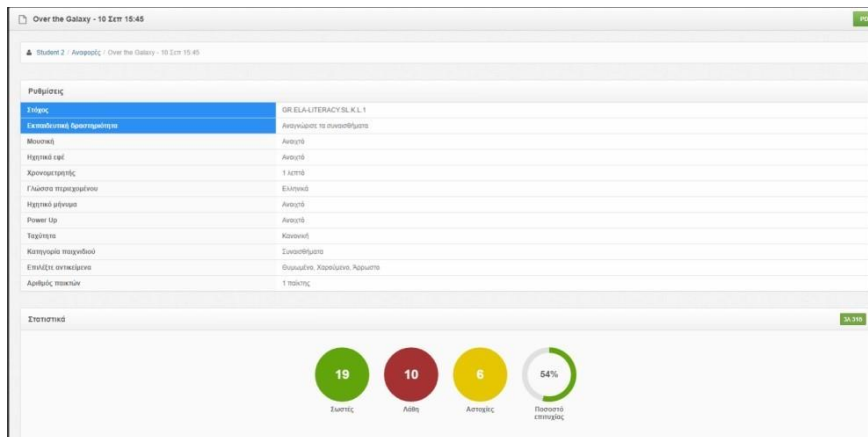 Over the Galaxy - 10 Σεπ 15:45
PD
Student 2 / Αναφορές / Over the Galaxy - 10 Σεπ 15:45
Ρυθμίσεις
Στόχος GR.ELA-LITERACY.SL.K.L.1
Εκπαιδευτική δραστηριότητα Αναγνώρισε τα συναισθήματα
Μουσική Ανοιχτό
Ηχητικά εφέ Ανοιχτό
Χρονομετρητής 1 λεπτό
Γλώσσα περιεχομένου Ελληνικά
Ηχητικό μήνυμα Ανοιχτό
Power Up Ανοιχτό
Ταχύτητα Κανονική
Κατηγορία παιχνιδιού Συναισθήματα
Επιλέξτε αντικείμενα Θυμωμένο, Χαρούμενο, Άρρωστο
Αριθμός παικτών 1 παίκτης
Στατιστικά
19 10 6 54%
Σωστές Λάθη Αστοχίες Ποσοστό
επιτυχίας